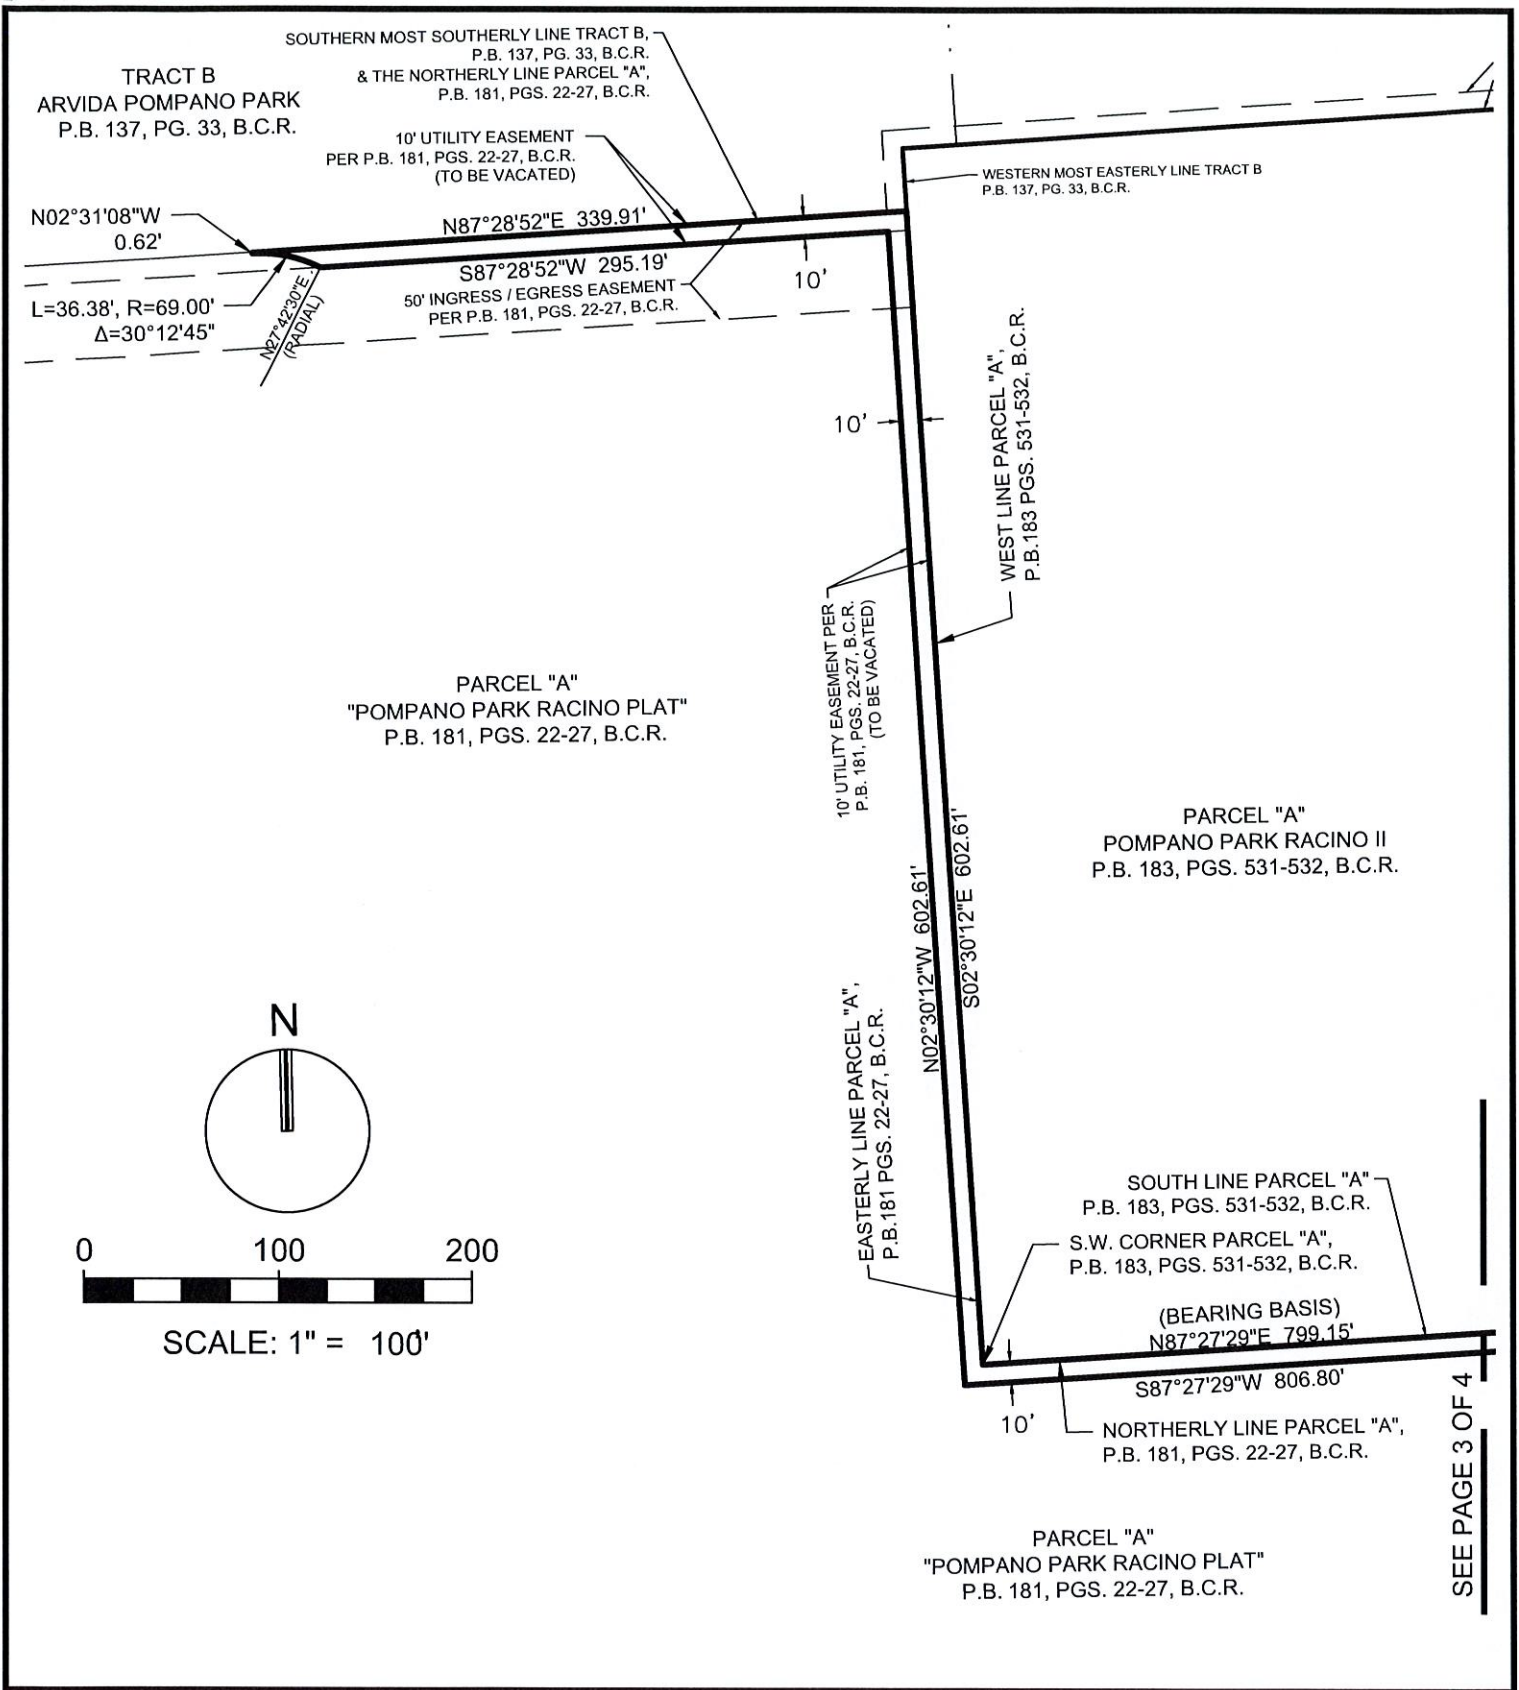 SOUTHERN MOST SOUTHERLY LINE TRACT B,
P.B. 137, PG. 33, B.C.R.
& THE NORTHERLY LINE PARCEL "A",
P.B. 181, PGS. 22-27, B.C.R.
TRACT B
ARVIDA POMPANO PARK
P.B. 137, PG. 33, B.C.R.
10' UTILITY EASEMENT
PER P.B. 181, PGS. 22-27, B.C.R.
(TO BE VACATED)
WESTERN MOST EASTERLY LINE TRACT B
P.B. 137, PG. 33, B.C.R.
N02°31'08"W
0.62'
N87°28'52"E 339.91'
S87°28'52"W 295.19'
10'
50' INGRESS / EGRESS EASEMENT
PER P.B. 181, PGS. 22-27, B.C.R.
L=36.38', R=69.00'
Δ=30°12'45"
N27°42'30"E
(RADIAL)
10'
WEST LINE PARCEL "A",
P.B.183 PGS. 531-532, B.C.R.
10' UTILITY EASEMENT PER
P.B. 181, PGS. 22-27, B.C.R.
(TO BE VACATED)
PARCEL "A"
"POMPANO PARK RACINO PLAT"
P.B. 181, PGS. 22-27, B.C.R.
PARCEL "A"
POMPANO PARK RACINO II
P.B. 183, PGS. 531-532, B.C.R.
N02°30'12"W 602.61'
S02°30'12"E 602.61'
EASTERLY LINE PARCEL "A",
P.B.181 PGS. 22-27, B.C.R.
N
0 100 200
SCALE: 1" = 100'
SOUTH LINE PARCEL "A"
P.B. 183, PGS. 531-532, B.C.R.
S.W. CORNER PARCEL "A",
P.B. 183, PGS. 531-532, B.C.R.
(BEARING BASIS)
N87°27'29"E 799.15'
S87°27'29"W 806.80'
10'
NORTHERLY LINE PARCEL "A",
P.B. 181, PGS. 22-27, B.C.R.
SEE PAGE 3 OF 4
PARCEL "A"
"POMPANO PARK RACINO PLAT"
P.B. 181, PGS. 22-27, B.C.R.